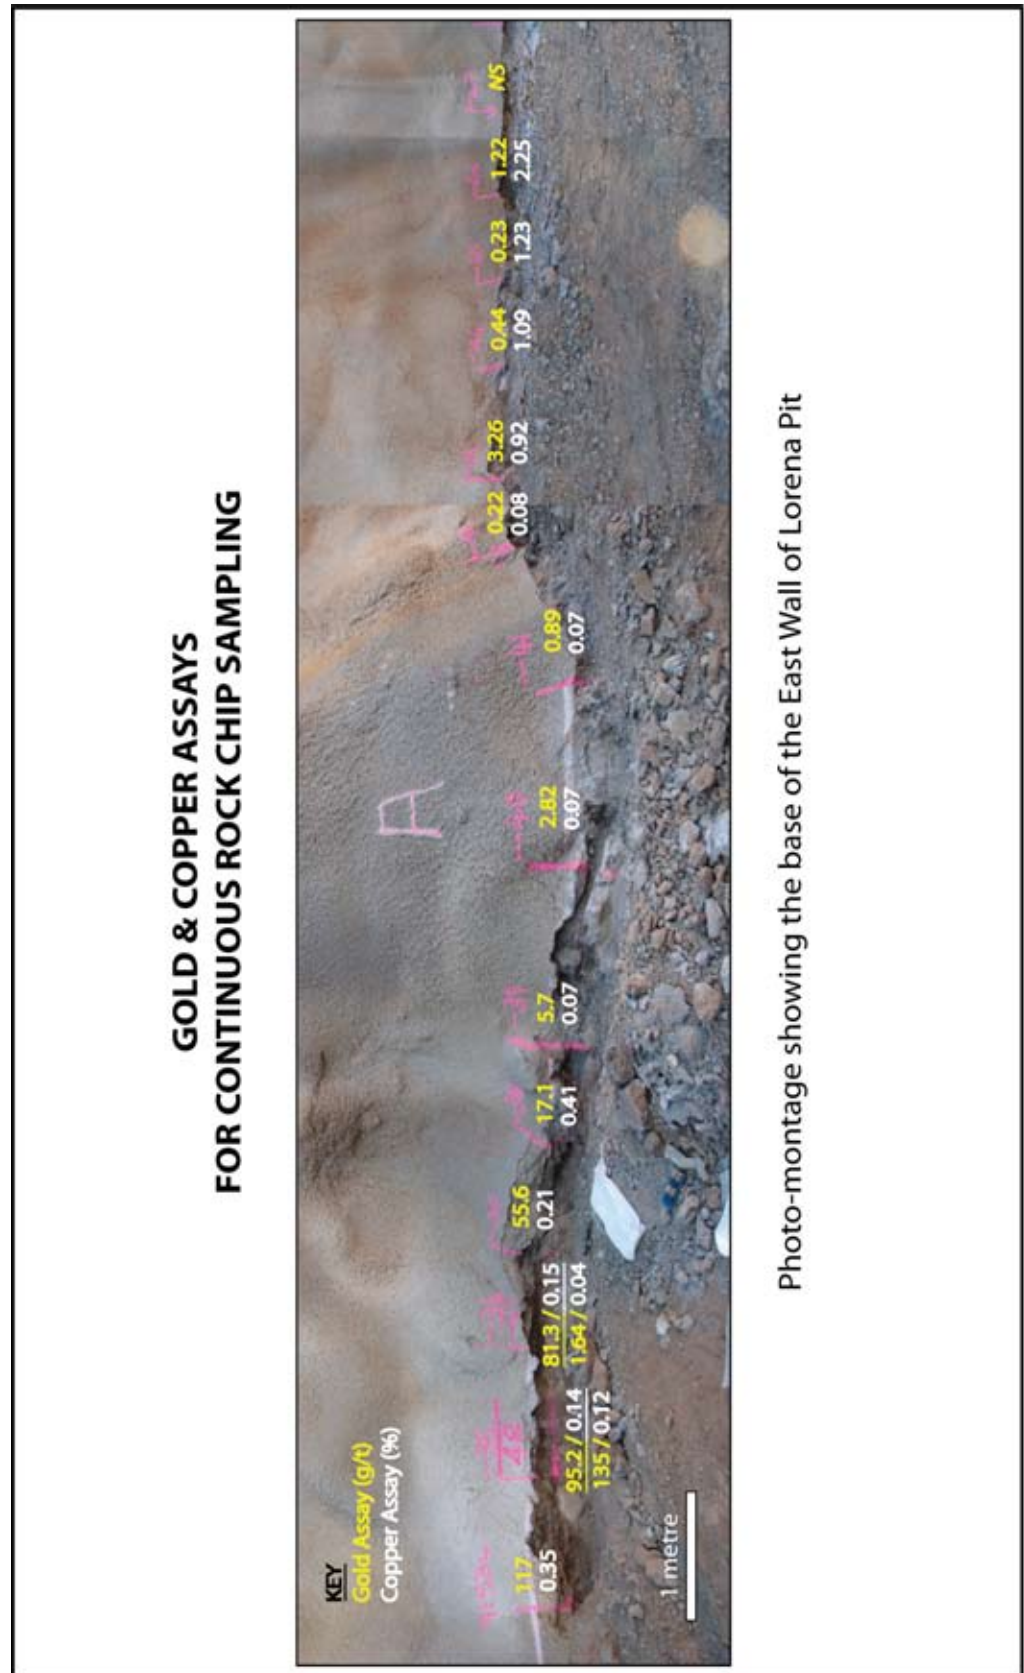 GOLD & COPPER ASSAYS
FOR CONTINUOUS ROCK CHIP SAMPLING
KEY
Gold Assay (g/t)
Copper Assay (%)
A
117
0.35
95.2 / 0.14
135 / 0.12
81.3 / 0.15
1.64 / 0.04
55.6
0.21
17.1
0.41
5.7
0.07
2.82
0.07
0.89
0.07
0.22
0.08
3.26
0.92
0.44
1.09
0.23
1.23
1.22
2.25
NS
1 metre
Photo-montage showing the base of the East Wall of Lorena Pit